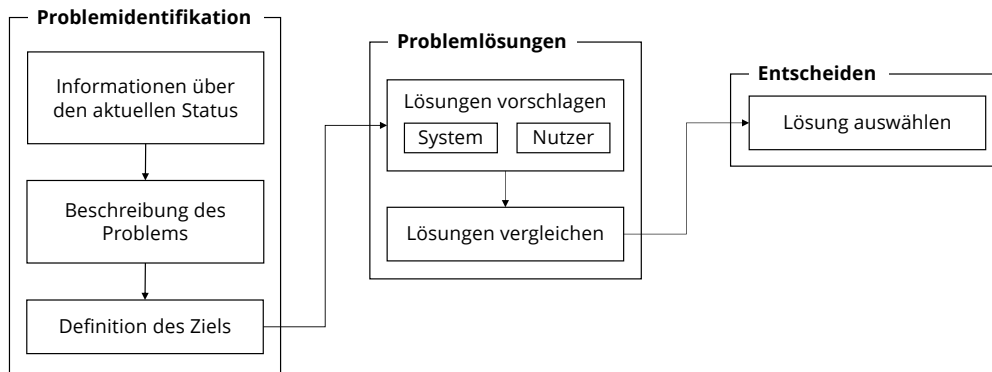 Problemidentifikation
Informationen über
den aktuellen Status
Beschreibung des
Problems
Definition des Ziels
Problemlösungen
Lösungen vorschlagen
System
Nutzer
Lösungen vergleichen
Entscheiden
Lösung auswählen